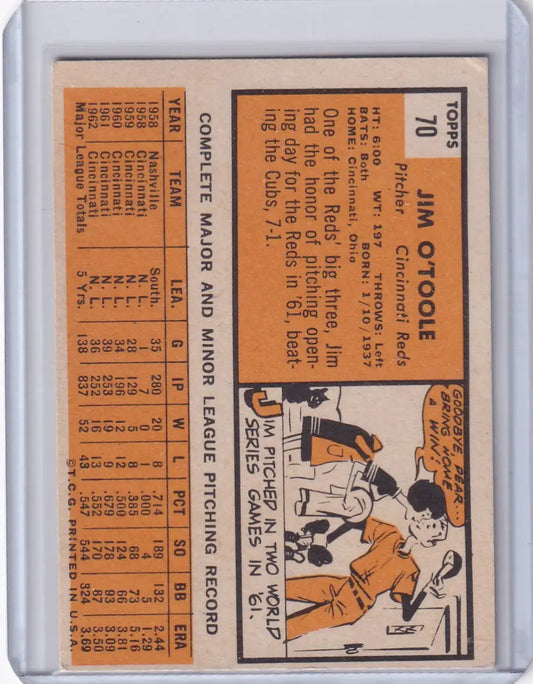 TOPPS
70
JIM O'TOOLE
Pitcher Cincinnati Reds
HT: 6:00 WT: 197 THROWS: Left
BATS: Both BORN: 1/10/1937
HOME: Cincinnati, Ohio
One of the Reds' big three, Jim
had the honor of pitching open-
ing day for the Reds in '61, beat-
ing the Cubs, 7-1.
GOODBYE, DEAR...
BRING HOME
A WIN!
JIM PITCHED IN TWO WORLD
SERIES GAMES IN '61.
COMPLETE MAJOR AND MINOR LEAGUE PITCHING RECORD
YEAR TEAM LEA. G IP W L PCT SO BB ERA
1958 Nashville South. 35 280 20 8 .714 189 132 2.44
1958 Cincinnati N. L. 1 7 0 1 .000 4 5 1.29
1959 Cincinnati N. L. 28 129 5 8 .385 68 73 5.16
1960 Cincinnati N. L. 34 196 12 12 .500 124 66 3.81
1961 Cincinnati N. L. 39 253 19 9 .679 178 93 3.09
1962 Cincinnati N. L. 36 252 16 13 .552 170 87 3.50
Major League Totals 5 Yrs. 138 837 52 43 .547 544 324 3.69
©T.C.G. PRINTED IN U.S.A.